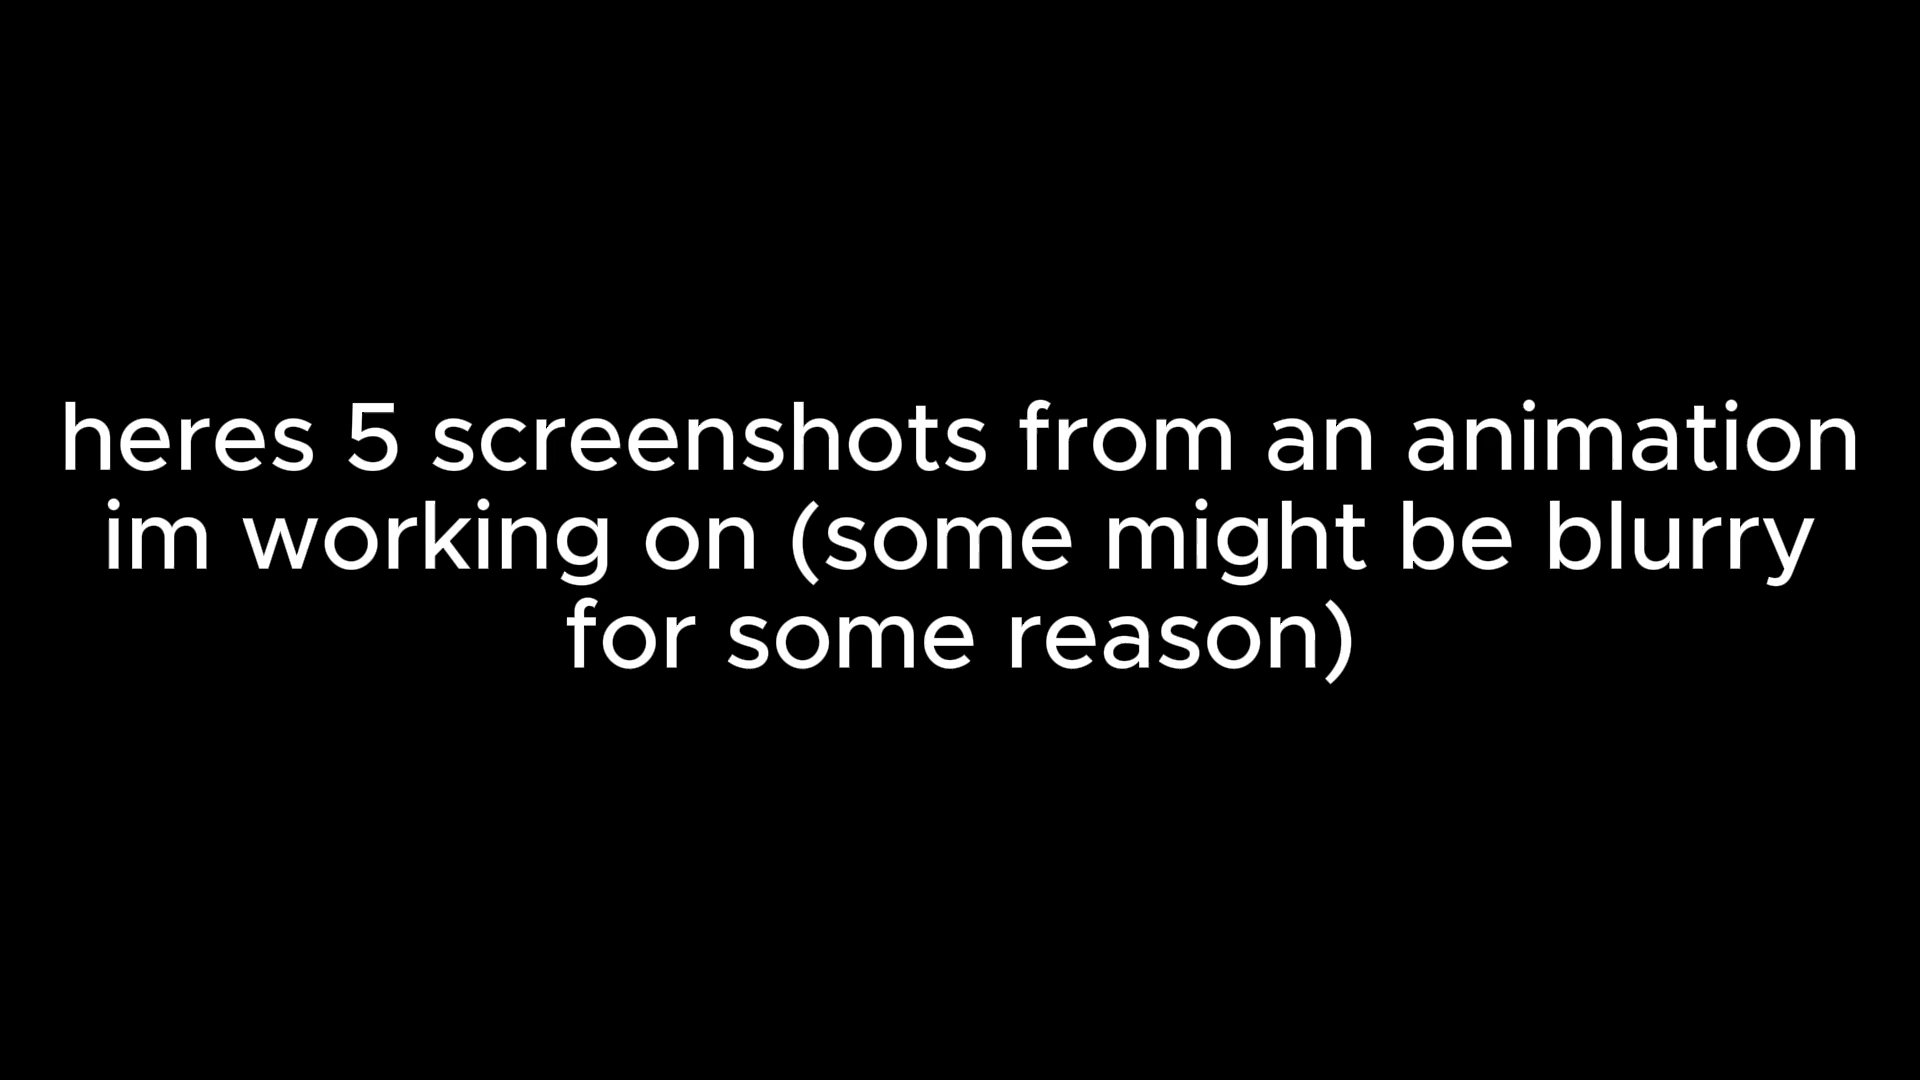 heres 5 screenshots from an animation
im working on (some might be blurry
for some reason)